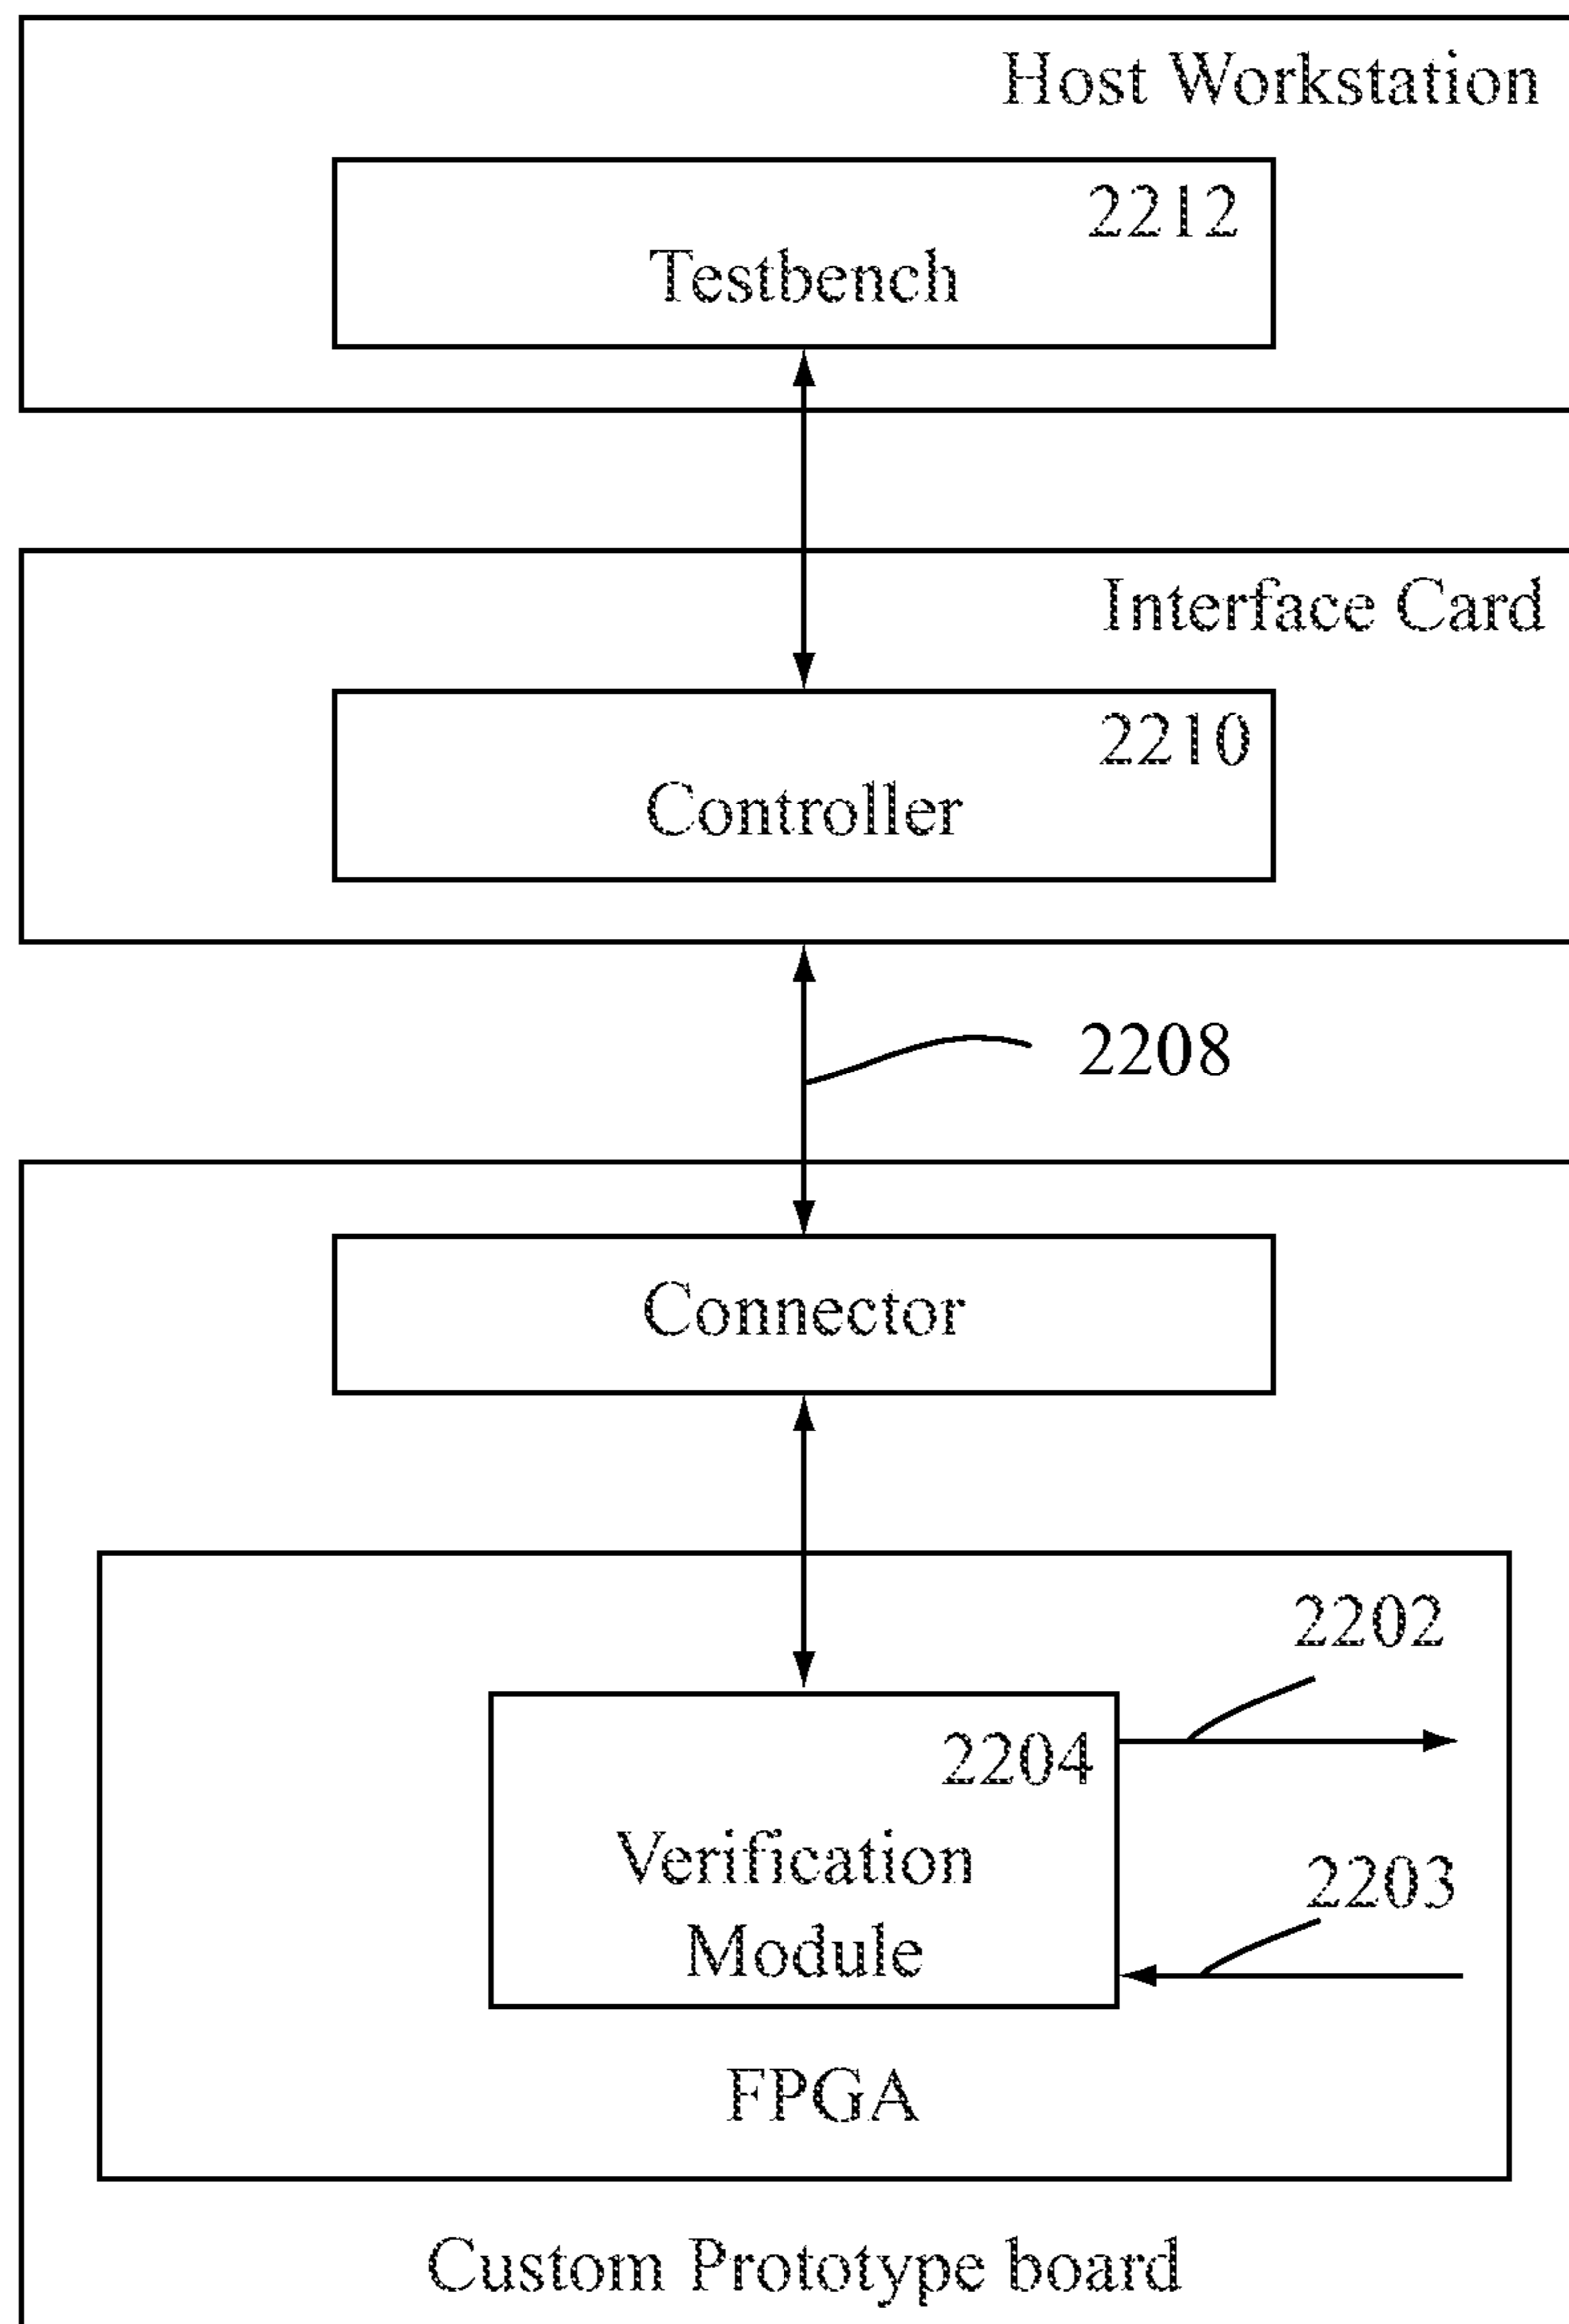 Host Workstation
2212
Testbench
Interface Card
2210
Controller
2208
Connector
2202
2204
Verification
Module
2203
FPGA
Custom Prototype board